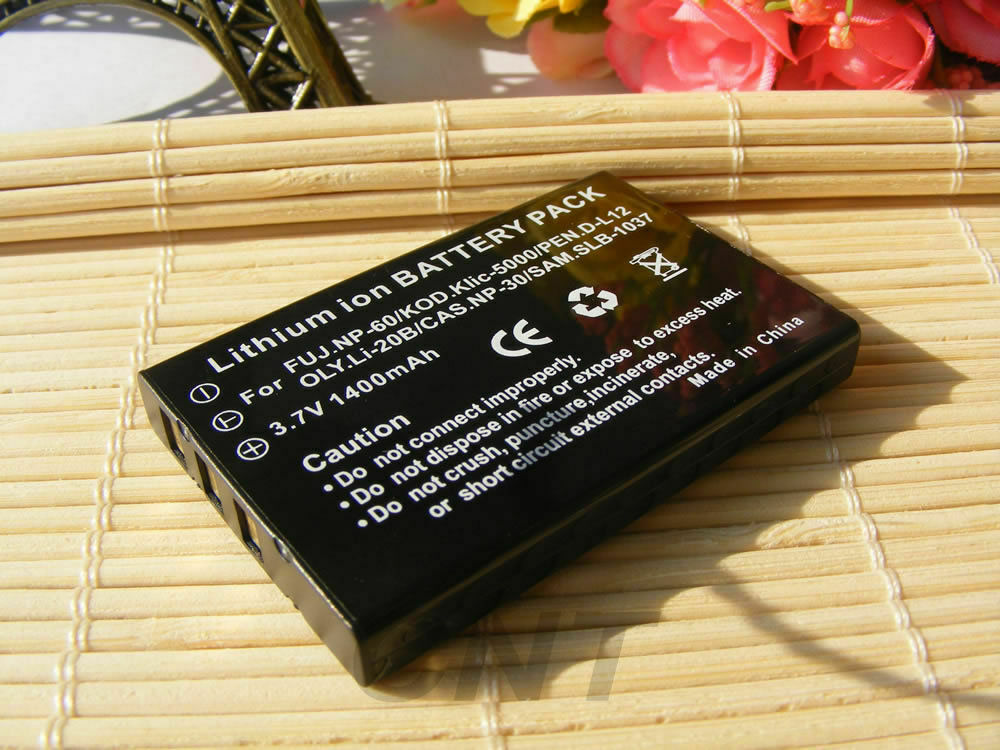 Lithium ion BATTERY PACK
For FUJ.NP-60/KOD.Klic-5000/PEN.D-L12
OLY.Li-20B/CAS.NP-30/SAM.SLB-1037
3.7V 1400mAh
CE
Caution
• Do not connect improperly.
• Do not dispose in fire or expose to excess heat.
• Do not crush, puncture,incinerate,
or short circuit external contacts.
Made in China
CNT